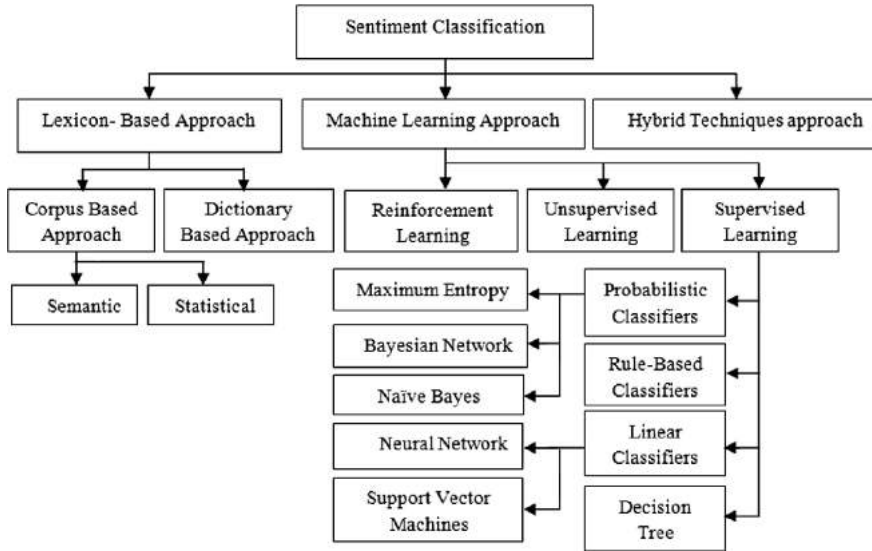 Sentiment Classification
Lexicon- Based Approach
Machine Learning Approach
Hybrid Techniques approach
Corpus Based
Approach
Dictionary
Based Approach
Reinforcement
Learning
Unsupervised
Learning
Supervised
Learning
Semantic
Statistical
Maximum Entropy
Bayesian Network
Naïve Bayes
Neural Network
Support Vector
Machines
Probabilistic
Classifiers
Rule-Based
Classifiers
Linear
Classifiers
Decision
Tree